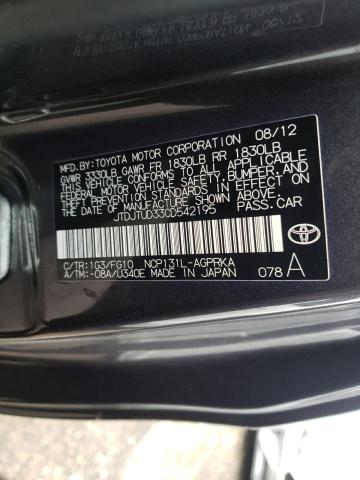 MFD.BY:TOYOTA MOTOR CORPORATION 08/12
GVWR 3330LB GAWR FR 1830LB RR 1830LB
THIS VEHICLE CONFORMS TO ALL APPLICABLE
FEDERAL MOTOR VEHICLE SAFETY, BUMPER, AND
THEFT PREVENTION STANDARDS IN EFFECT ON
THE DATE OF MANUFACTURE SHOWN ABOVE.
JTDJTUD33CD542195 PASS.CAR
C/TR:1G3/FG10 NCP131L-AGPRKA
A/TM:-08A/U340E MADE IN JAPAN 078 A